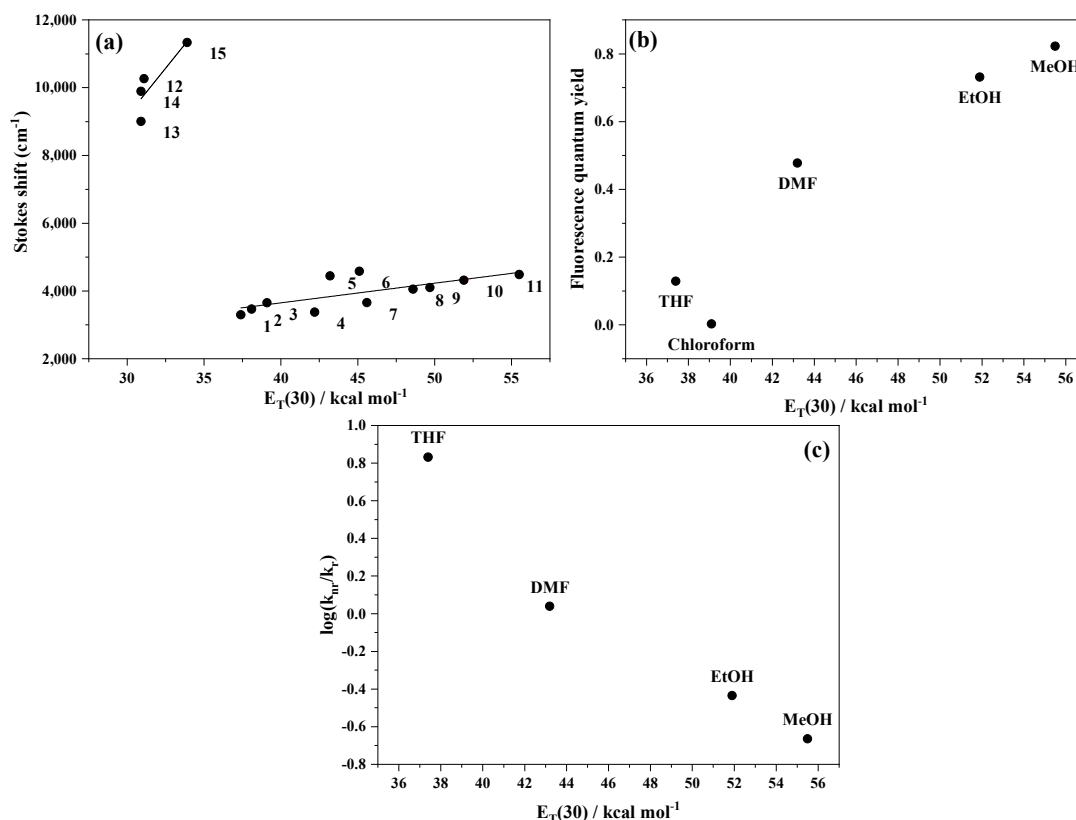 (a)
Stokes shift (cm⁻¹)
12,000
10,000
8,000
6,000
4,000
2,000
15
12
14
13
1
2
3
4
5
6
7
8
9
10
11
30 35 40 45 50 55
E_T(30) / kcal mol⁻¹
(b)
Fluorescence quantum yield
0.8
0.6
0.4
0.2
0.0
MeOH
EtOH
DMF
THF
Chloroform
36 38 40 42 44 46 48 50 52 54 56
E_T(30) / kcal mol⁻¹
(c)
log(k_nr/k_r)
1.0
0.8
0.6
0.4
0.2
0.0
-0.2
-0.4
-0.6
-0.8
THF
DMF
EtOH
MeOH
36 38 40 42 44 46 48 50 52 54 56
E_T(30) / kcal mol⁻¹